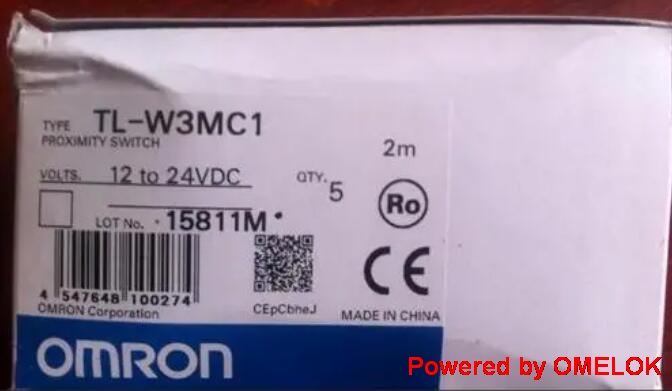 TYPE TL-W3MC1
PROXIMITY SWITCH
2m
VOLTS. 12 to 24VDC QTY. 5
Ro
LOT No. 15811M
4 547648 100274
CEpCbheJ
CE
OMRON Corporation
MADE IN CHINA
OMRON
Powered by OMELOK